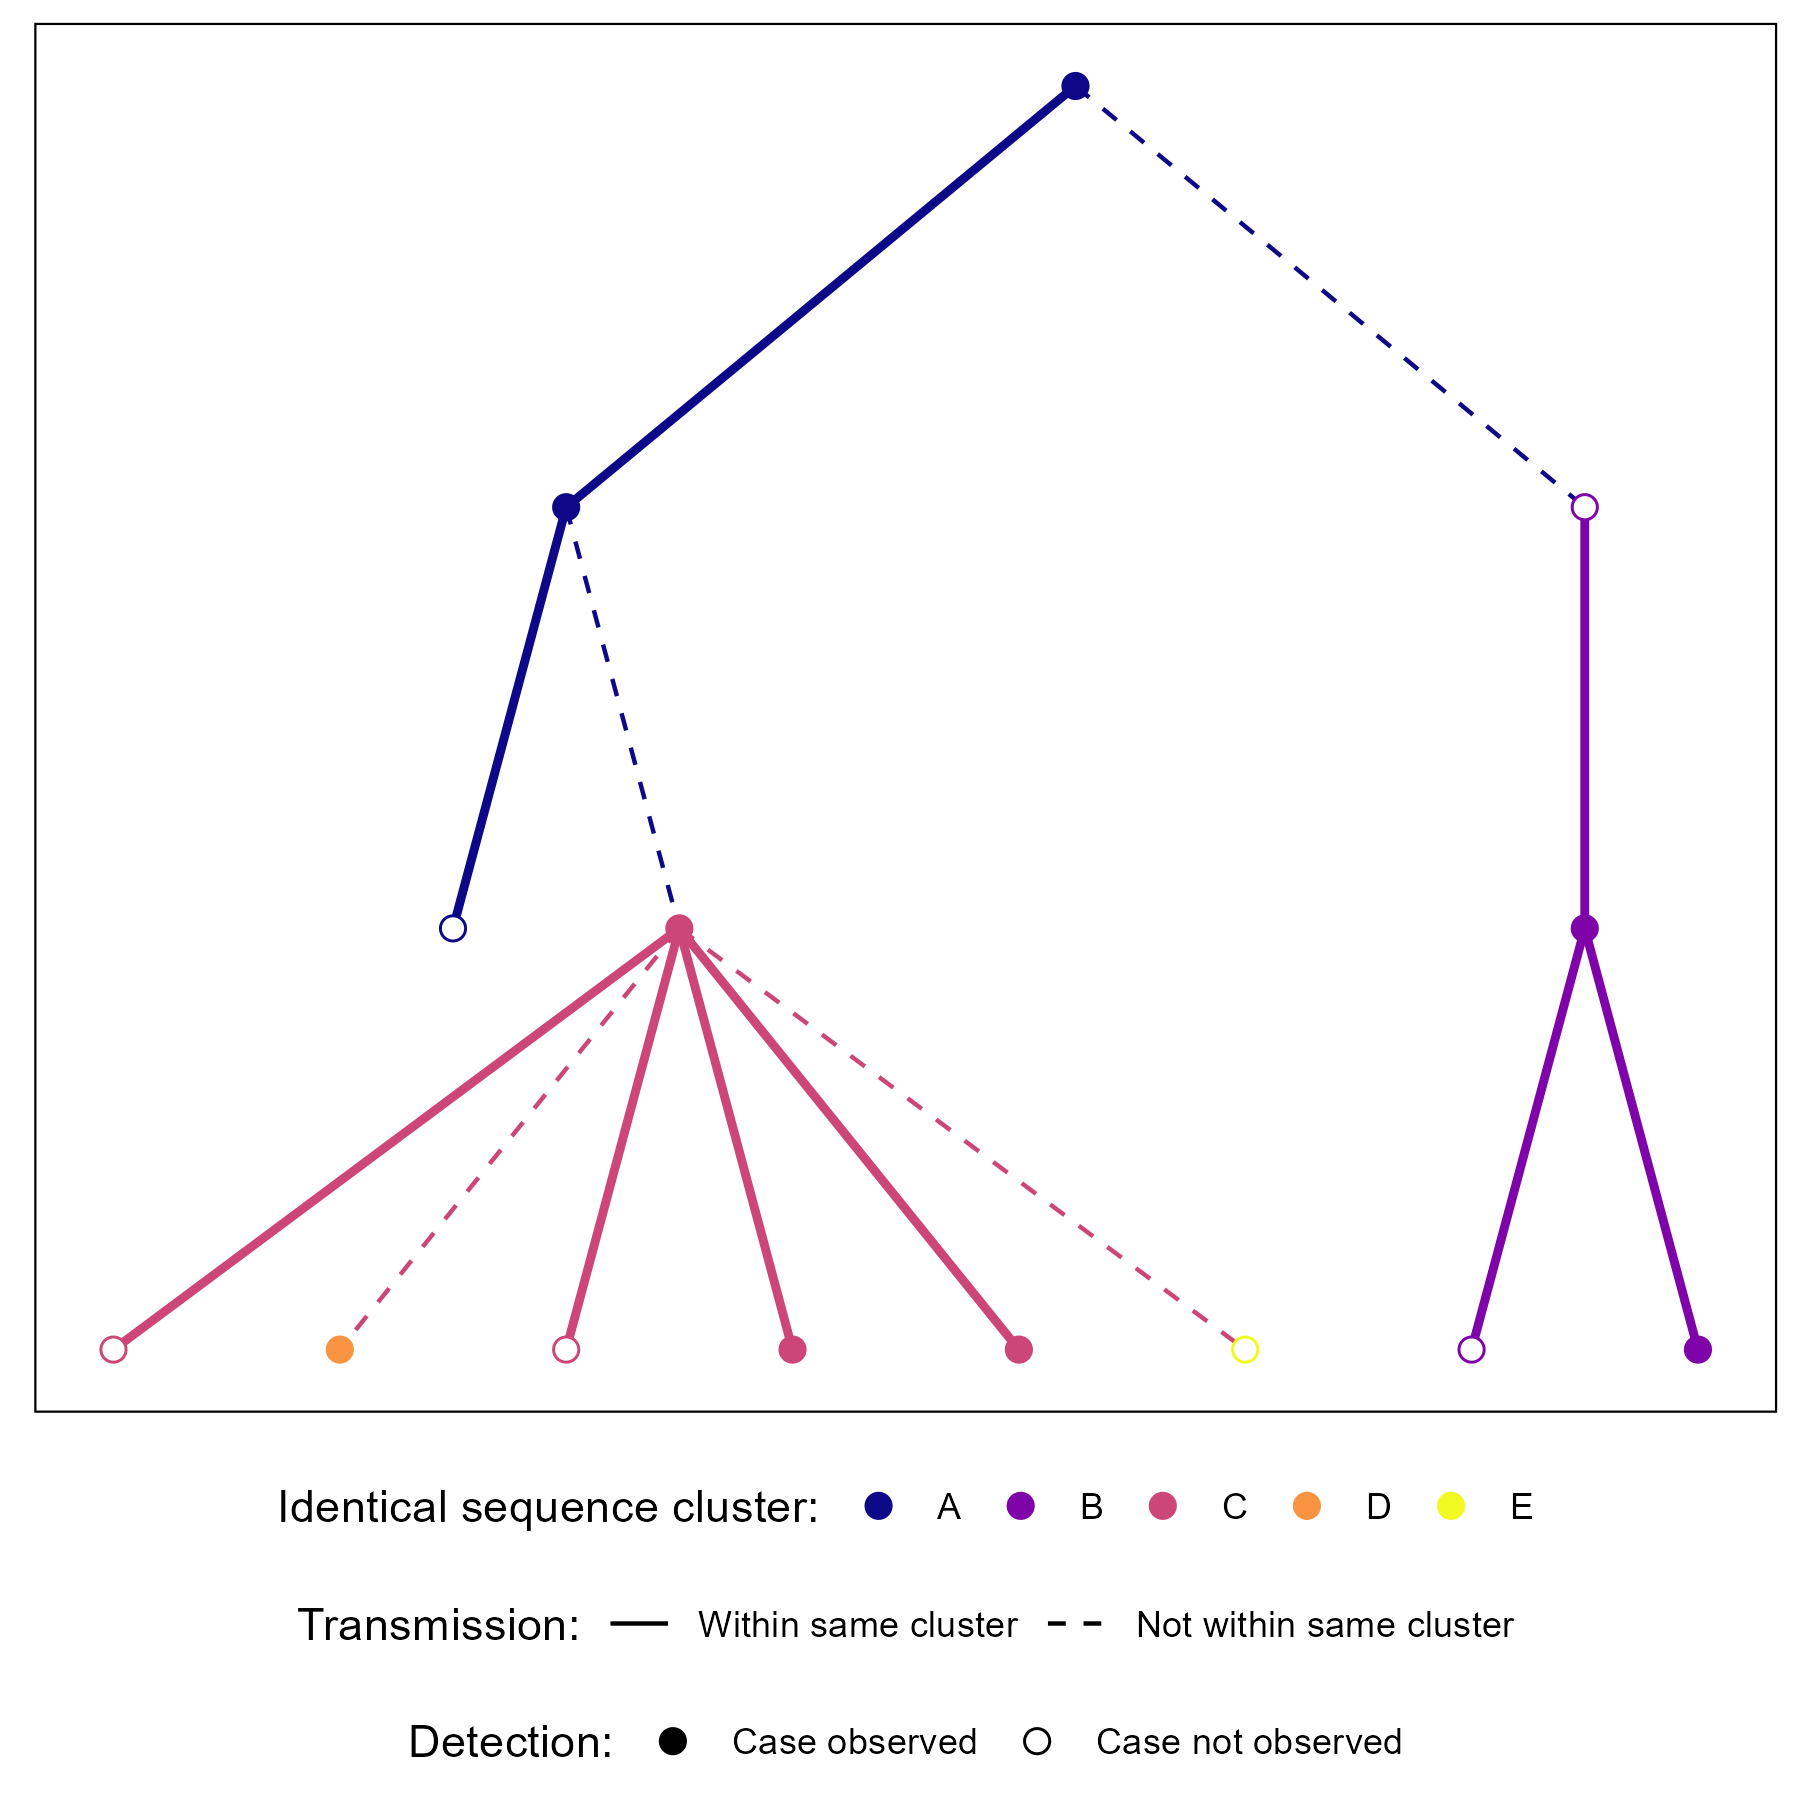 Identical sequence cluster: A B C D E
Transmission: Within same cluster Not within same cluster
Detection: Case observed Case not observed